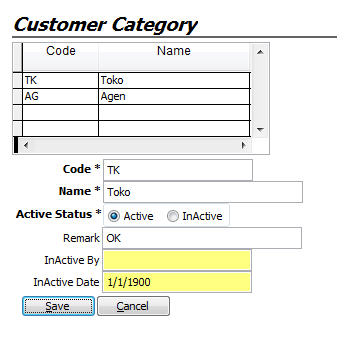 Customer Category
Code Name
TK Toko
AG Agen
Code * TK
Name * Toko
Active Status * Active InActive
Remark OK
InActive By
InActive Date 1/1/1900
Save Cancel